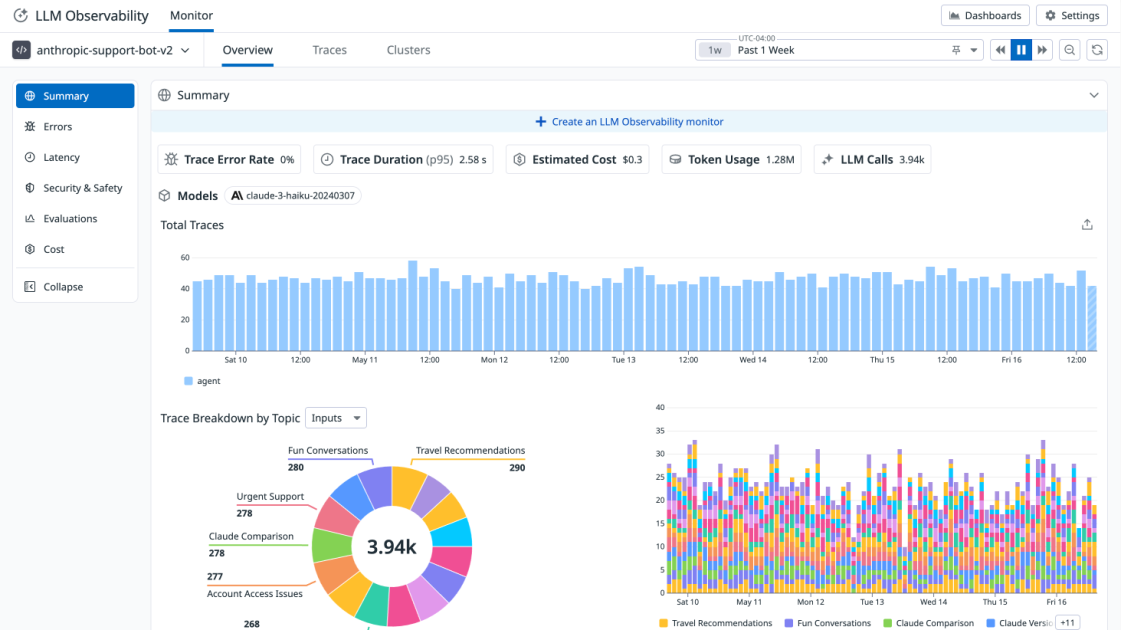 LLM Observability
Monitor
Dashboards
Settings
anthropic-support-bot-v2
Overview
Traces
Clusters
UTC-04:00
1w
Past 1 Week
Summary
Errors
Latency
Security & Safety
Evaluations
Cost
Collapse
Summary
Create an LLM Observability monitor
Trace Error Rate 0%
Trace Duration (p95) 2.58 s
Estimated Cost $0.3
Token Usage 1.28M
LLM Calls 3.94k
Models
claude-3-haiku-20240307
Total Traces
60
40
20
0
Sat 10 12:00 May 11 12:00 Mon 12 12:00 Tue 13 12:00 Wed 14 12:00 Thu 15 12:00 Fri 16 12:00
agent
Trace Breakdown by Topic
Inputs
Fun Conversations
280
Travel Recommendations
290
Urgent Support
278
Claude Comparison
278
277
Account Access Issues
268
3.94k
40
35
30
25
20
15
10
5
0
Sat 10 May 11 Mon 12 Tue 13 Wed 14 Thu 15 Fri 16
Travel Recommendations Fun Conversations Claude Comparison Claude Versio +11